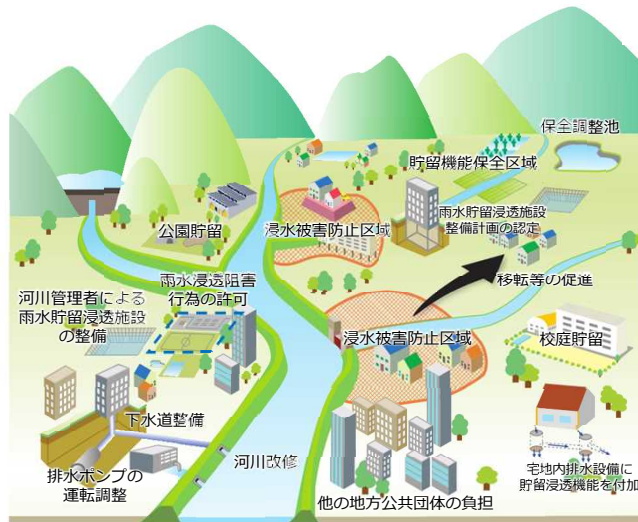 保全調整池
貯留機能保全区域
雨水貯留浸透施設
整備計画の認定
公園貯留
浸水被害防止区域
雨水浸透阻害
行為の許可
移転等の促進
河川管理者による
雨水貯留浸透施設
の整備
浸水被害防止区域
校庭貯留
下水道整備
排水ポンプの
運転調整
河川改修
宅地内排水設備に
貯留浸透機能を付加
他の地方公共団体の負担